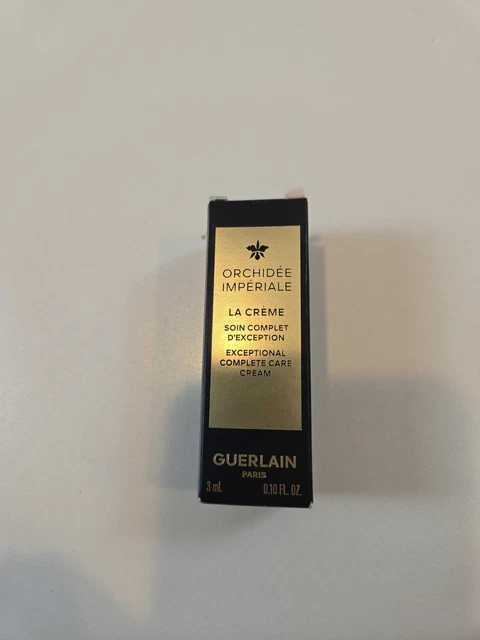 ORCHIDÉE
IMPÉRIALE
LA CRÈME
SOIN COMPLET
D'EXCEPTION
EXCEPTIONAL
COMPLETE CARE
CREAM
GUERLAIN
PARIS
3 mL 0.10 FL. OZ.